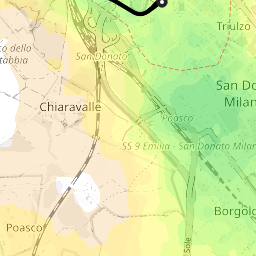 Triulzo
co dello
tabbia
San Donato
San Do
Milan
Chiaravalle
Poasco
SS 9 Emilia - San Donato Milan
Borgolo
Poasco
Sole